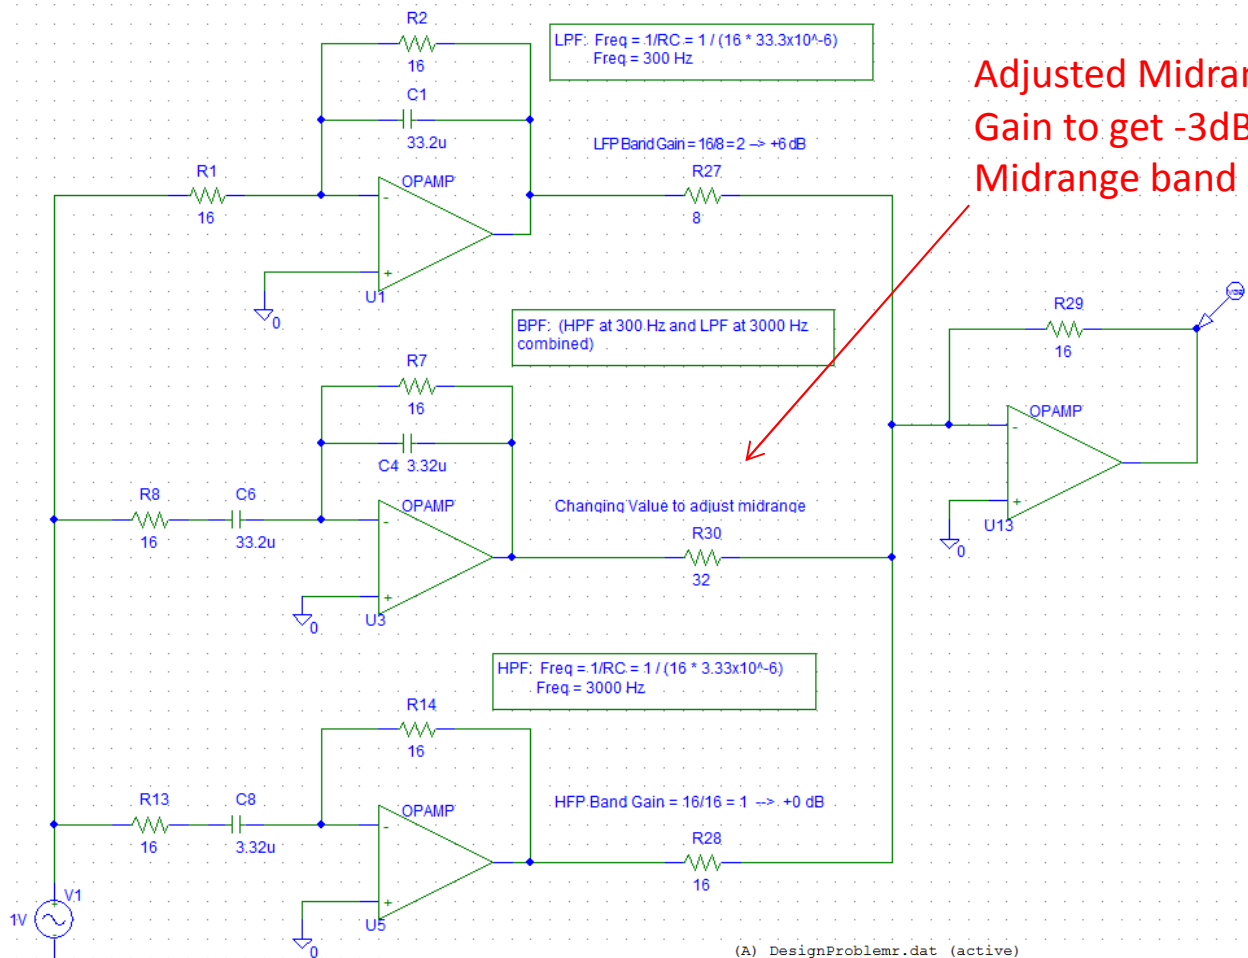 R2
16
C1
33.2u
LPF: Freq = 1/RC = 1 / (16 * 33.3x10^-6)
Freq = 300 Hz
Adjusted Midran
Gain to get -3dB
Midrange band
LFP Band Gain = 16/8 = 2 --> +6 dB
R1
16
OPAMP
-
+
U1
0
R27
8
BPF: (HPF at 300 Hz and LPF at 3000 Hz
combined)
R7
16
C4 3.32u
R8
16
C6
33.2u
OPAMP
-
+
U3
0
Changing Value to adjust midrange
R30
32
R29
16
OPAMP
-
+
U13
0
HPF: Freq = 1/RC = 1 / (16 * 3.33x10^-6)
Freq = 3000 Hz
R14
16
R13
16
C8
3.32u
OPAMP
-
+
U5
0
HFP Band Gain = 16/16 = 1 --> +0 dB
R28
16
V1
1V
+
-
(A) DesignProblemr.dat (active)